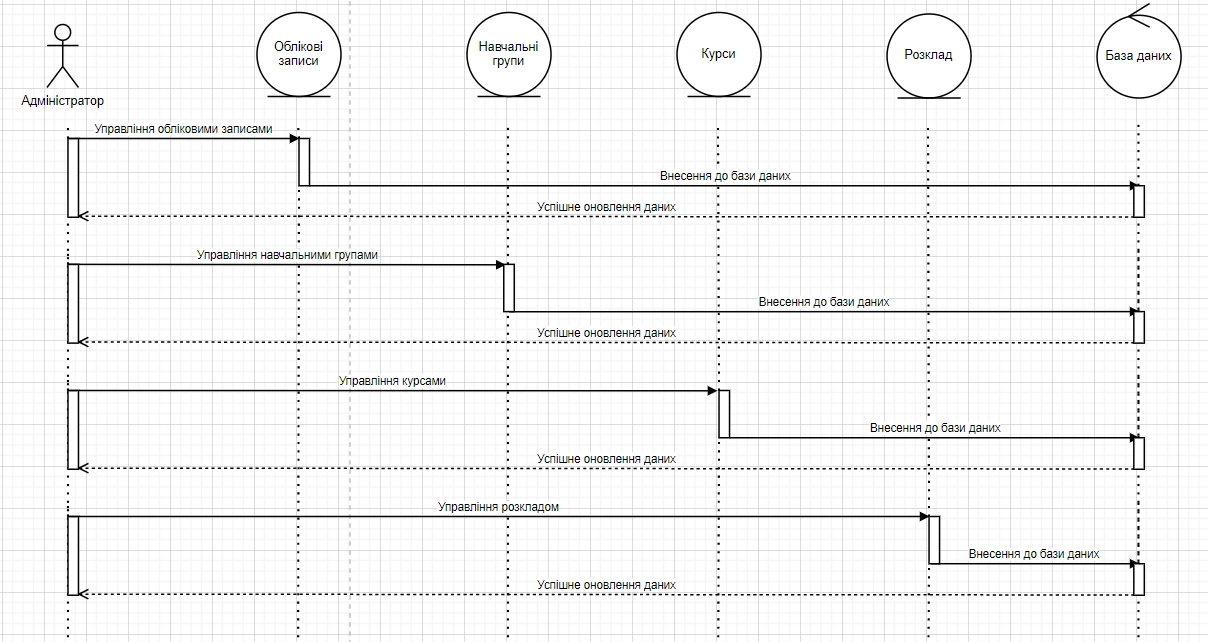 Адміністратор
Облікові
записи
Навчальні
групи
Курси
Розклад
База даних
Управління обліковими записами
Внесення до бази даних
Успішне оновлення даних
Управління навчальними групами
Внесення до бази даних
Успішне оновлення даних
Управління курсами
Внесення до бази даних
Успішне оновлення даних
Управління розкладом
Внесення до бази даних
Успішне оновлення даних